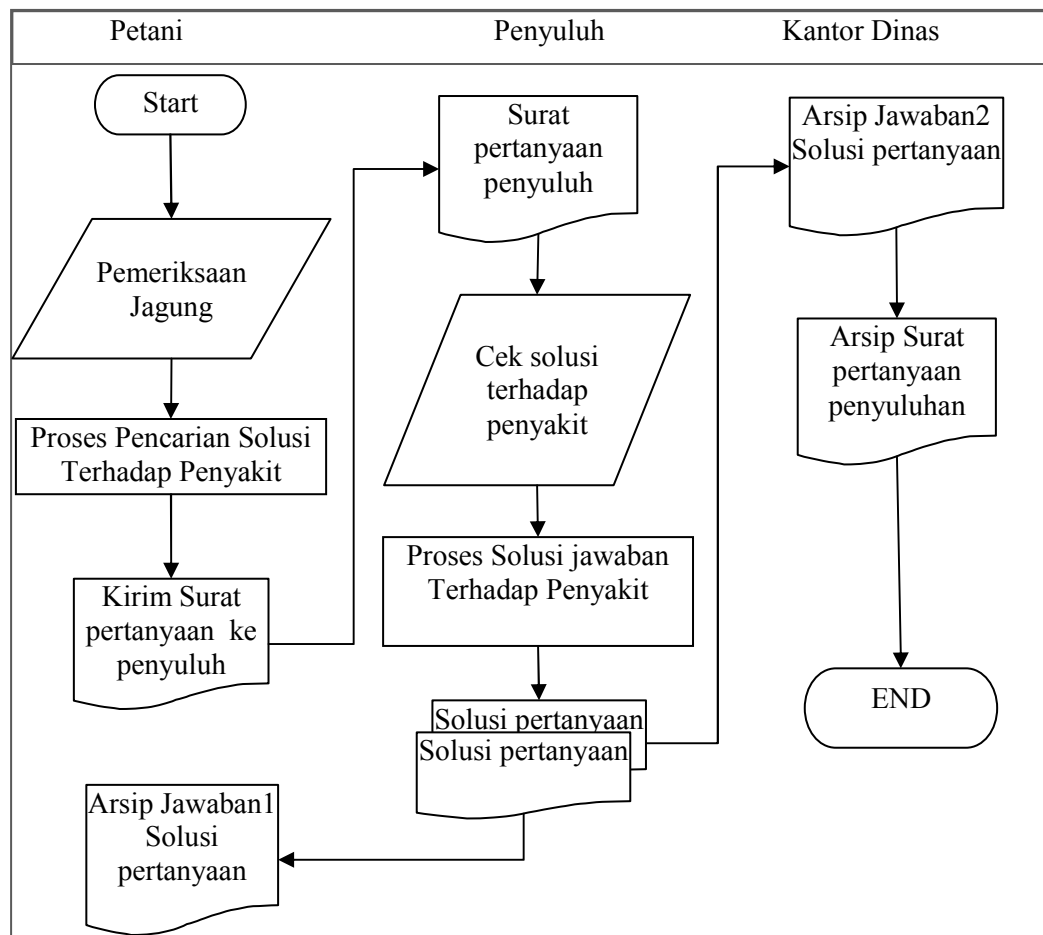 Petani
Penyuluh
Kantor Dinas
Start
Pemeriksaan
Jagung
Proses Pencarian Solusi
Terhadap Penyakit
Kirim Surat
pertanyaan  ke
penyuluh
Arsip Jawaban1
Solusi
pertanyaan
Surat
pertanyaan
penyuluh
Cek solusi
terhadap
penyakit
Proses Solusi jawaban
Terhadap Penyakit
Solusi pertanyaan
Solusi pertanyaan
Arsip Jawaban2
Solusi pertanyaan
Arsip Surat
pertanyaan
penyuluhan
END